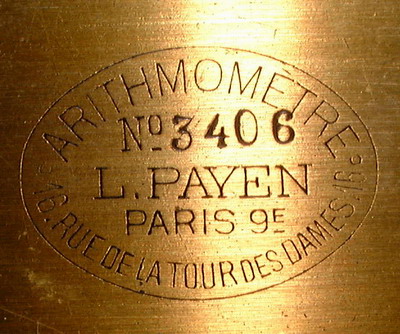 ARITHMOMÈTRE
No 3406
L. PAYEN
PARIS 9E
16. RUE DE LA TOUR DES DAMES. 16